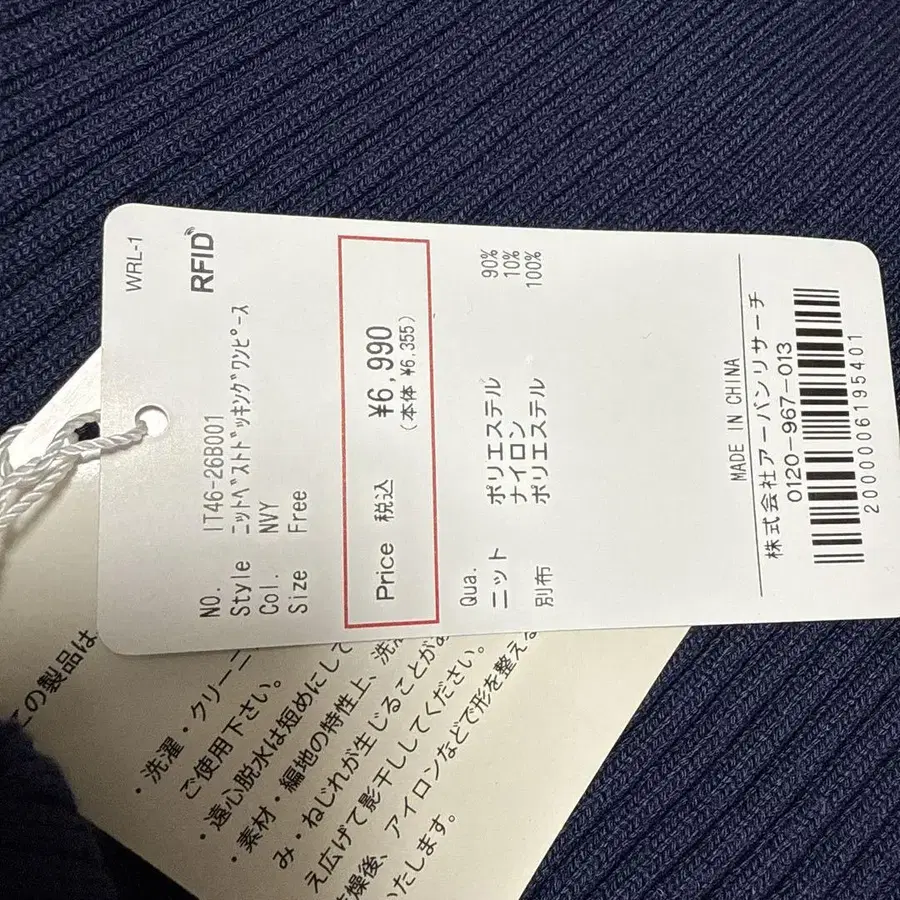 WRL-1
RFID
NO. IT46-26B001
Style ニットベストドッキングワンピース
Col. NVY
Size Free
Price 税込 ¥6,990
(本体 ¥6,355)
Qua.
ニット ポリエステル 90%
ナイロン 10%
別布 ポリエステル 100%
MADE IN CHINA
株式会社アーバンリサーチ
0120-967-013
2000006195401
この製品は
・洗濯・クリーニ
ご使用下さい。
・遠心脱水は短めにして
・素材・編地の特性上、洗
み・ねじれが生じることが
え広げて影干ししてください。
燥後、アイロンなどで形を整え
いたします。